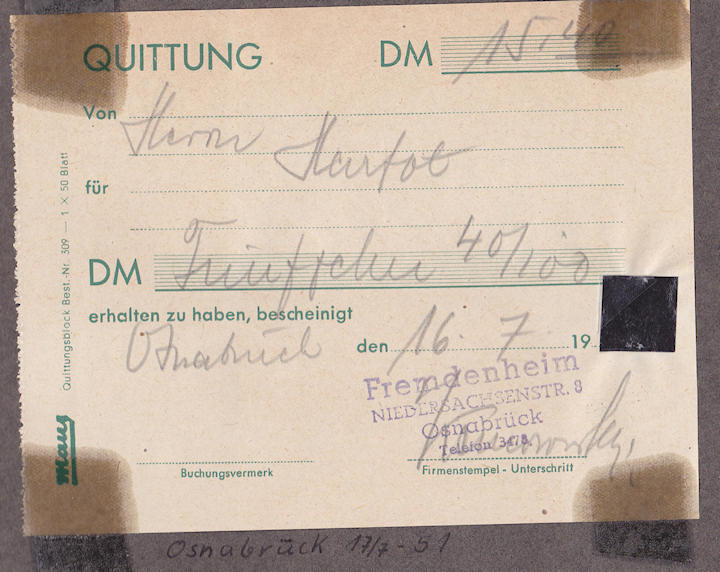 QUITTUNG DM 15,40
Von Herrn
Hartot
für
DM Fünfzehn 40/100
erhalten zu haben, bescheinigt
Osnabrück den 16. 7. 19
Fremdenheim
NIEDERSACHSENSTR. 8
Osnabrück
Telefon 3478
Buchungsvermerk
Firmenstempel - Unterschrift
Quittungsblock Best.-Nr. 309 — 1 X 50 Blatt
Osnabrück 17/7 - 51